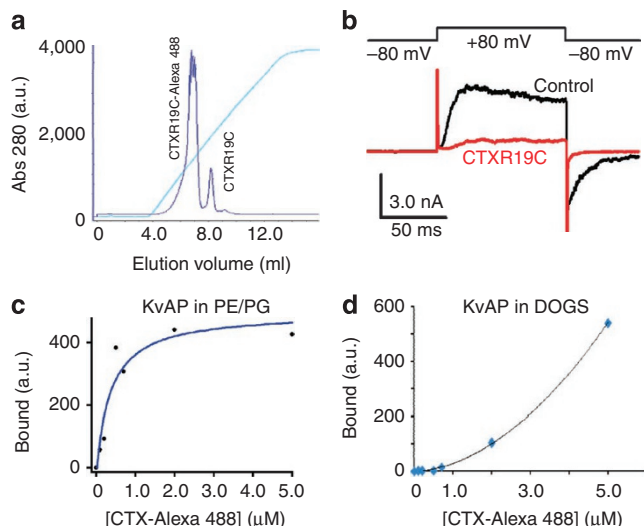 a
4,000
2,000
0
Abs 280 (a.u.)
CTXR19C-Alexa 488
CTXR19C
0 4.0 8.0 12.0
Elution volume (ml)
b
+80 mV
–80 mV –80 mV
Control
CTXR19C
3.0 nA
50 ms
c
KvAP in PE/PG
400
200
0
Bound (a.u.)
0 1.0 2.0 3.0 4.0 5.0
[CTX-Alexa 488] (μM)
d
KvAP in DOGS
600
400
200
0
Bound (a.u.)
1.0 3.0 5.0
[CTX-Alexa 488] (μM)